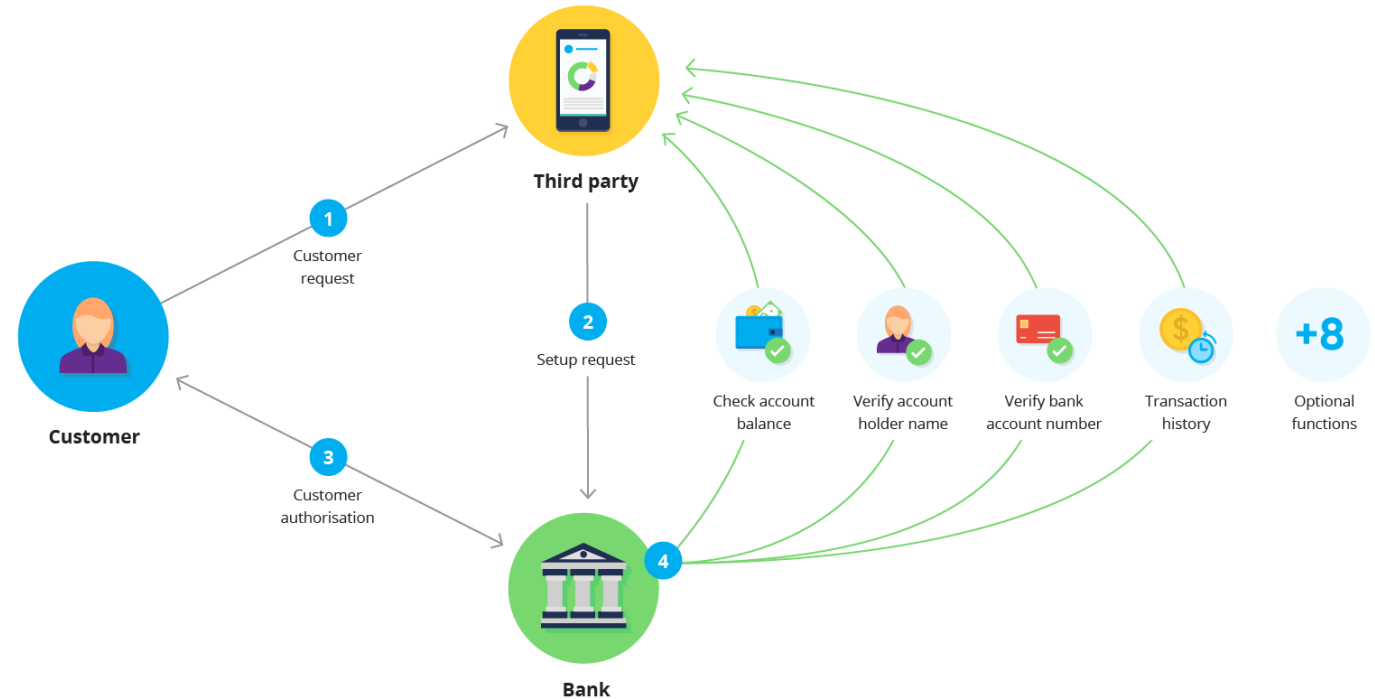 Third party
1
Customer
request
2
Setup request
Customer
3
Customer
authorisation
4
Bank
Check account
balance
Verify account
holder name
Verify bank
account number
$
Transaction
history
+8
Optional
functions